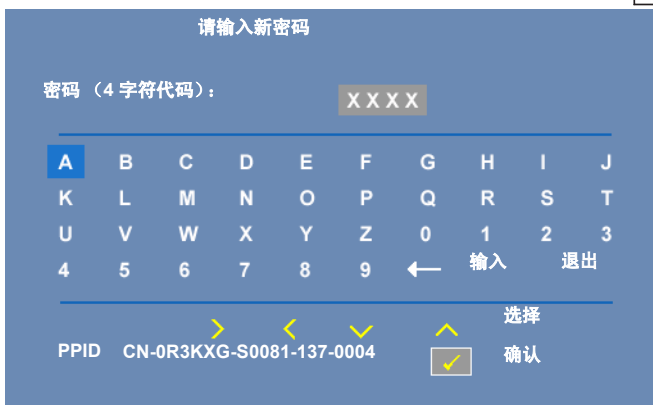 请输入新密码
密码 （4 字符代码）：
X X X X
A B C D E F G H I J
K L M N O P Q R S T
U V W X Y Z 0 1 2 3
4 5 6 7 8 9 ← 输入 退出
选择
PPID CN-0R3KXG-S0081-137-0004 确认